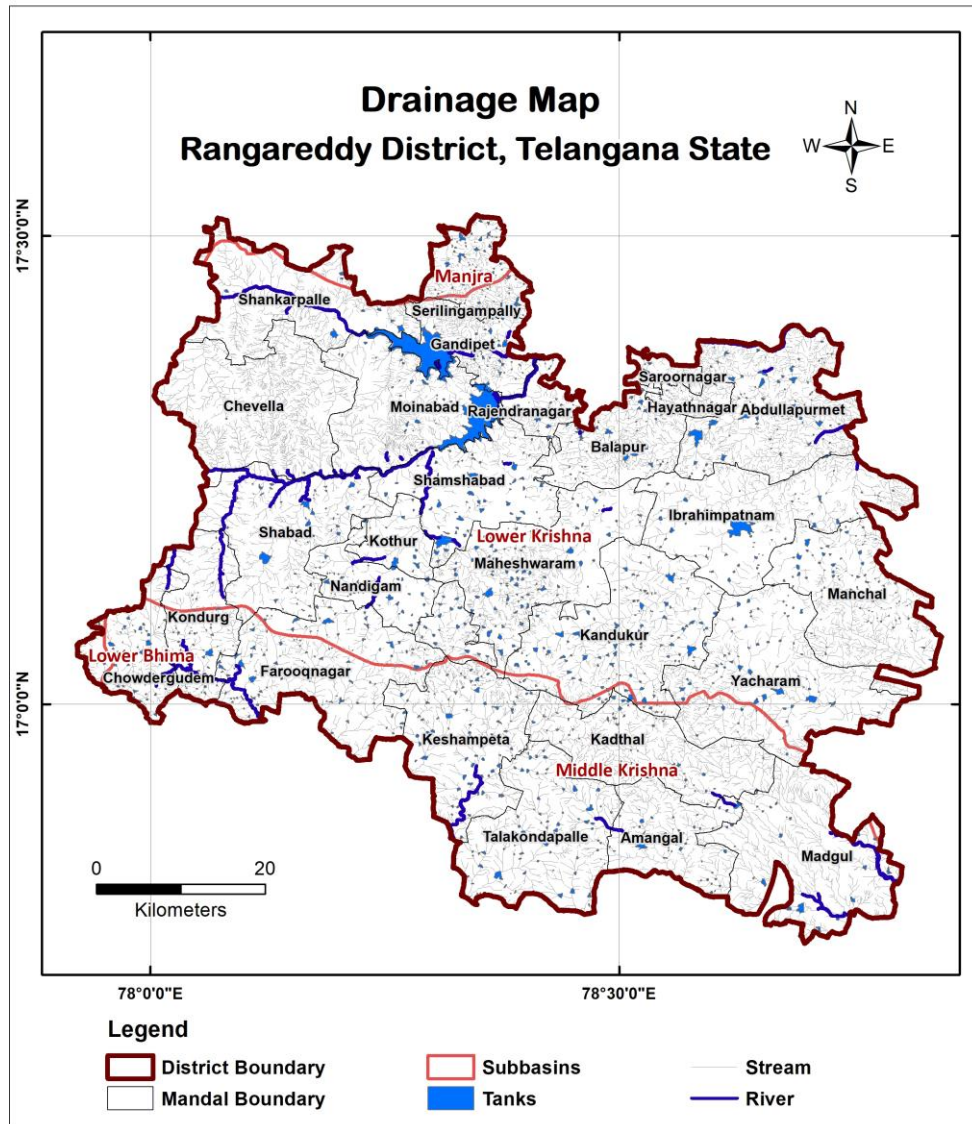 Drainage Map
Rangareddy District, Telangana State
N
W E
S
17°30'0"N
17°0'0"N
Manjra
Shankarpalle
Serilingampally
Gandipet
Saroornagar
Chevella
Moinabad
Rajendranagar
Hayathnagar
Abdullapurmet
Balapur
Shamshabad
Ibrahimpatnam
Shabad
Kothur
Lower Krishna
Maheshwaram
Nandigam
Manchal
Kondurg
Kandukur
Lower Bhima
Farooqnagar
Chowdergudem
Yacharam
Keshampeta
Kadthal
Middle Krishna
Talakondapalle
Amangal
Madgul
0 20
Kilometers
78°0'0"E 78°30'0"E
Legend
District Boundary Subbasins Stream
Mandal Boundary Tanks River